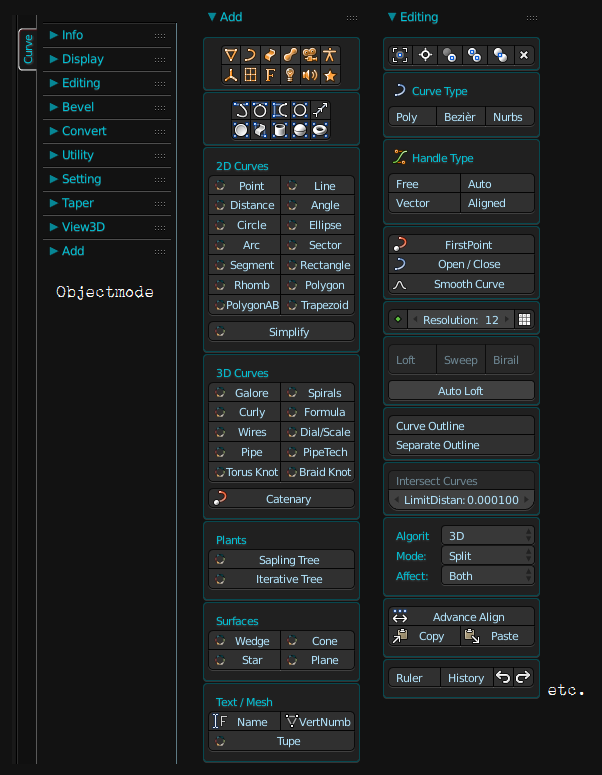 Curve
Info
Display
Editing
Bevel
Convert
Utility
Setting
Taper
View3D
Add
Objectmode
Add
F
2D Curves
Point Line
Distance Angle
Circle Ellipse
Arc Sector
Segment Rectangle
Rhomb Polygon
PolygonAB Trapezoid
Simplify
3D Curves
Galore Spirals
Curly Formula
Wires Dial/Scale
Pipe PipeTech
Torus Knot Braid Knot
Catenary
Plants
Sapling Tree
Iterative Tree
Surfaces
Wedge Cone
Star Plane
Text / Mesh
F Name VertNumb
Tupe
Editing
Curve Type
Poly Bezièr Nurbs
Handle Type
Free Auto
Vector Aligned
FirstPoint
Open / Close
Smooth Curve
Resolution: 12
Loft Sweep Birail
Auto Loft
Curve Outline
Separate Outline
Intersect Curves
LimitDistan: 0.000100
Algorit 3D
Mode: Split
Affect: Both
Advance Align
Copy Paste
Ruler History
etc.